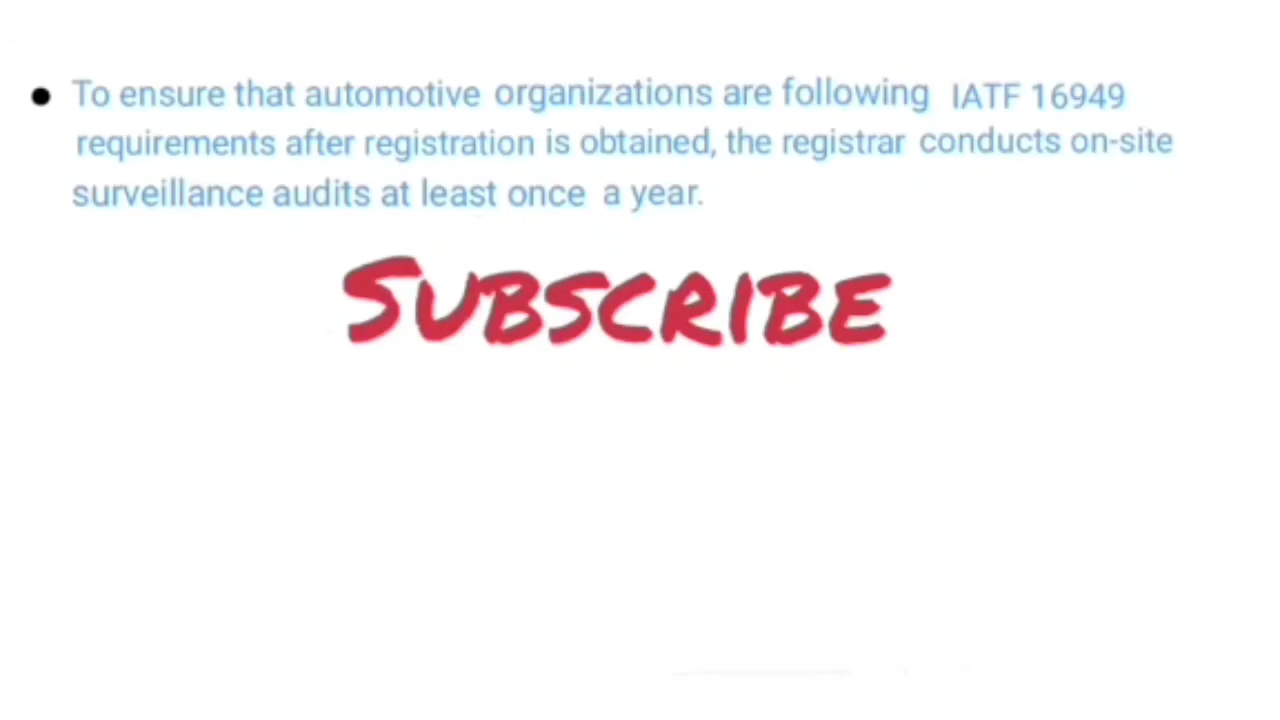 • To ensure that automotive organizations are following IATF 16949
requirements after registration is obtained, the registrar conducts on-site
surveillance audits at least once a year.
SUBSCRIBE